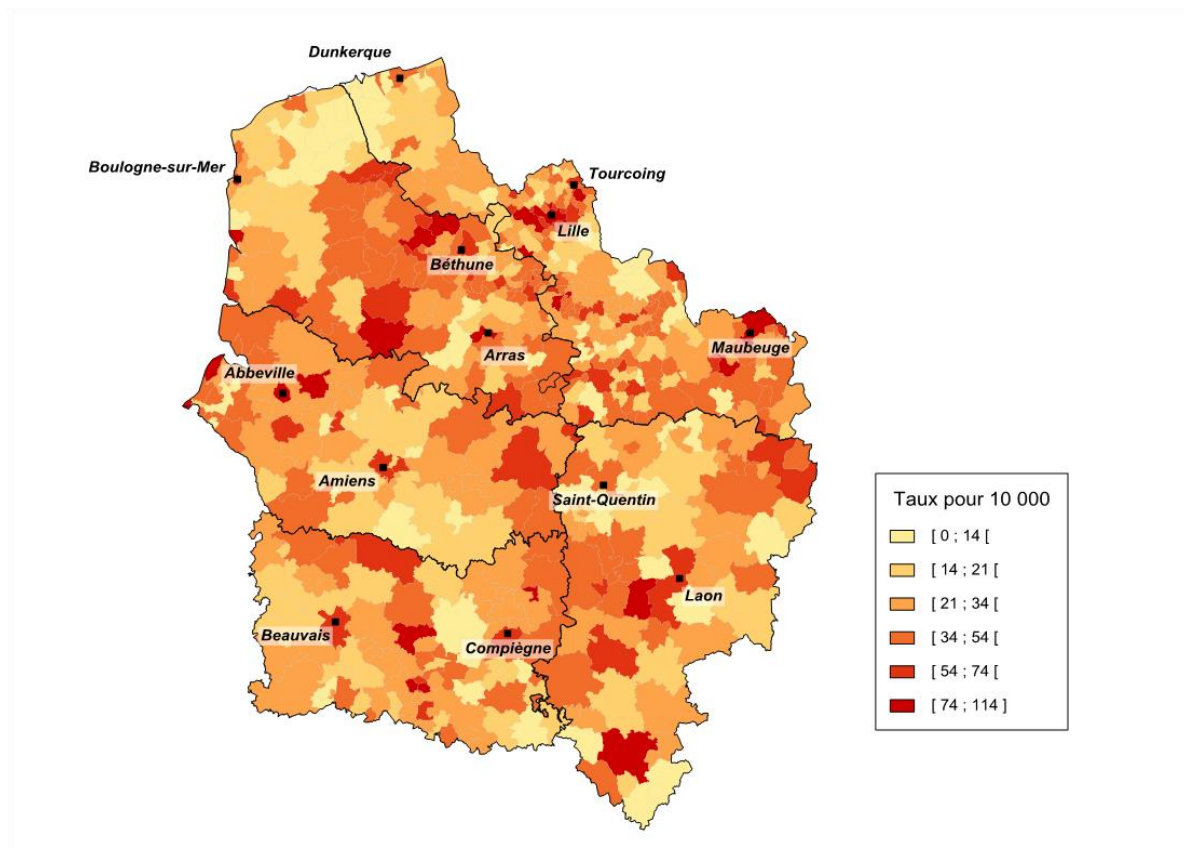 Dunkerque
Boulogne-sur-Mer
Tourcoing
Lille
Béthune
Arras
Maubeuge
Abbeville
Amiens
Saint-Quentin
Laon
Beauvais
Compiègne
Taux pour 10 000
[ 0 ; 14 [
[ 14 ; 21 [
[ 21 ; 34 [
[ 34 ; 54 [
[ 54 ; 74 [
[ 74 ; 114 ]